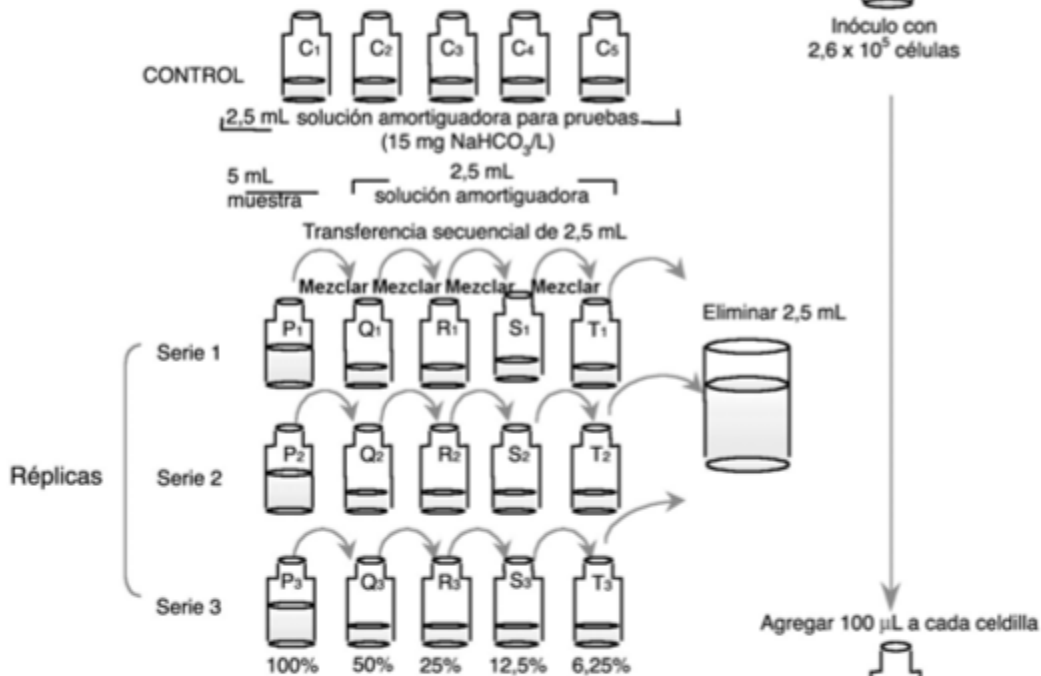 Inóculo con
2,6 x 10⁵ células
C1 C2 C3 C4 C5
CONTROL
2,5 mL solución amortiguadora para pruebas
(15 mg NaHCO₃/L)
5 mL
muestra
2,5 mL
solución amortiguadora
Transferencia secuencial de 2,5 mL
Mezclar Mezclar Mezclar Mezclar
Eliminar 2,5 mL
Serie 1
P1 Q1 R1 S1 T1
Réplicas
Serie 2
P2 Q2 R2 S2 T2
Serie 3
P3 Q3 R3 S3 T3
100% 50% 25% 12,5% 6,25%
Agregar 100 µL a cada celdilla